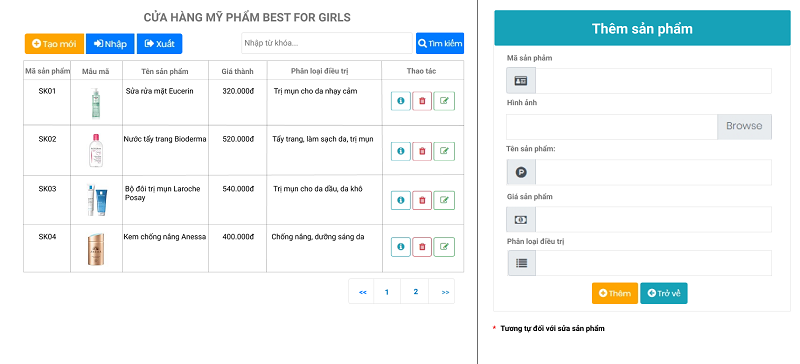 CỬA HÀNG MỸ PHẨM BEST FOR GIRLS
Tạo mới Nhập Xuất Nhập từ khóa... Tìm kiếm
Mã sản phẩm Mẫu mã Tên sản phẩm Giá thành Phân loại điều trị Thao tác
SK01 Sữa rửa mặt Eucerin 320.000đ Trị mụn cho da nhạy cảm
SK02 Nước tẩy trang Bioderma 520.000đ Tẩy trang, làm sạch da, trị mụn
SK03 Bộ đôi trị mụn Laroche 540.000đ Trị mụn cho da dầu, da khô
Posay
SK04 Kem chống nắng Anessa 400.000đ Chống nắng, dưỡng sáng da
<< 1 2 >>
Thêm sản phẩm
Mã sản phẩm
Hình ảnh
Browse
Tên sản phẩm:
Giá sản phẩm
Phân loại điều trị
Thêm Trở về
* Tương tự đối với sửa sản phẩm